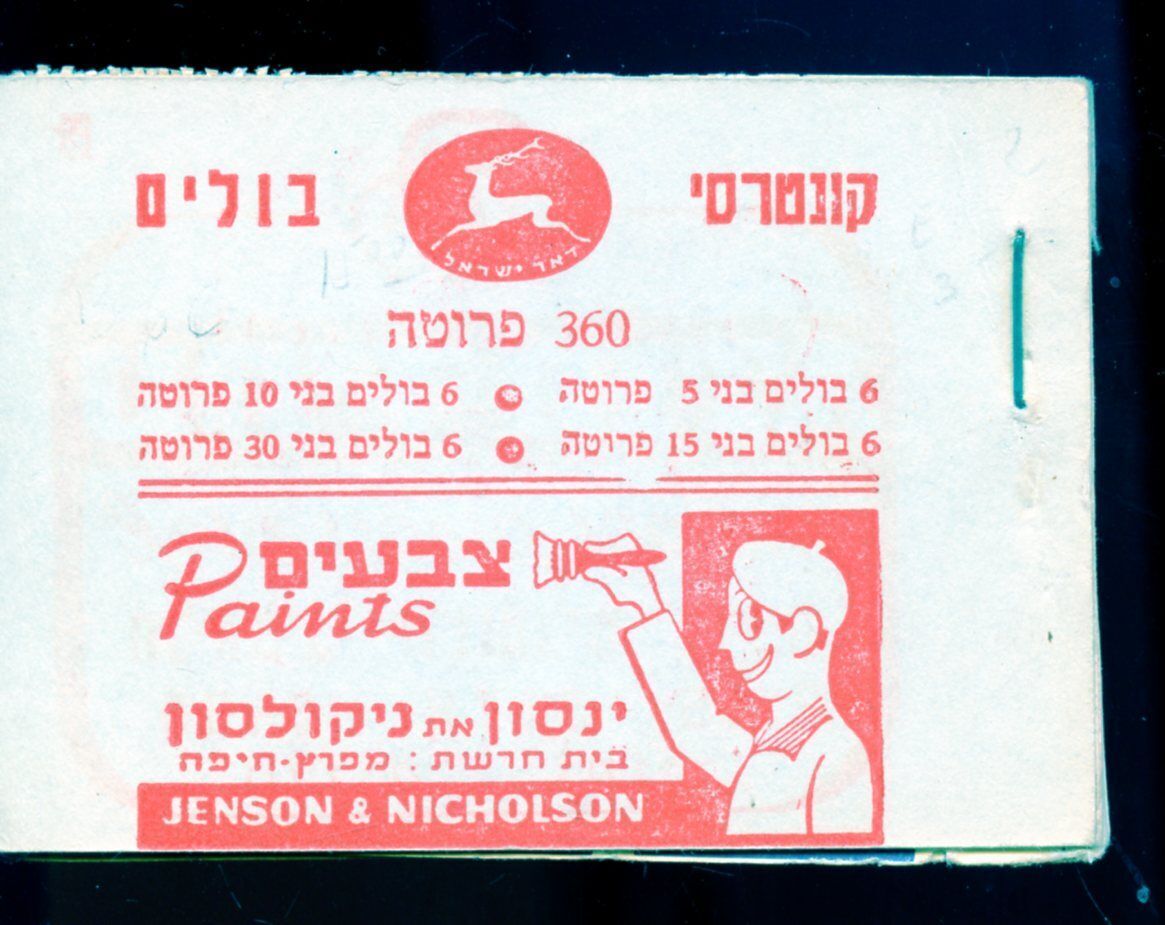 קונטרסי בולים
דאר ישראל
360 פרוטה
6 בולים בני 5 פרוטה • 6 בולים בני 10 פרוטה
6 בולים בני 15 פרוטה • 6 בולים בני 30 פרוטה
צבעים
Paints
ינסון את ניקולסון
בית חרשת: מפרץ-חיפה
JENSON & NICHOLSON